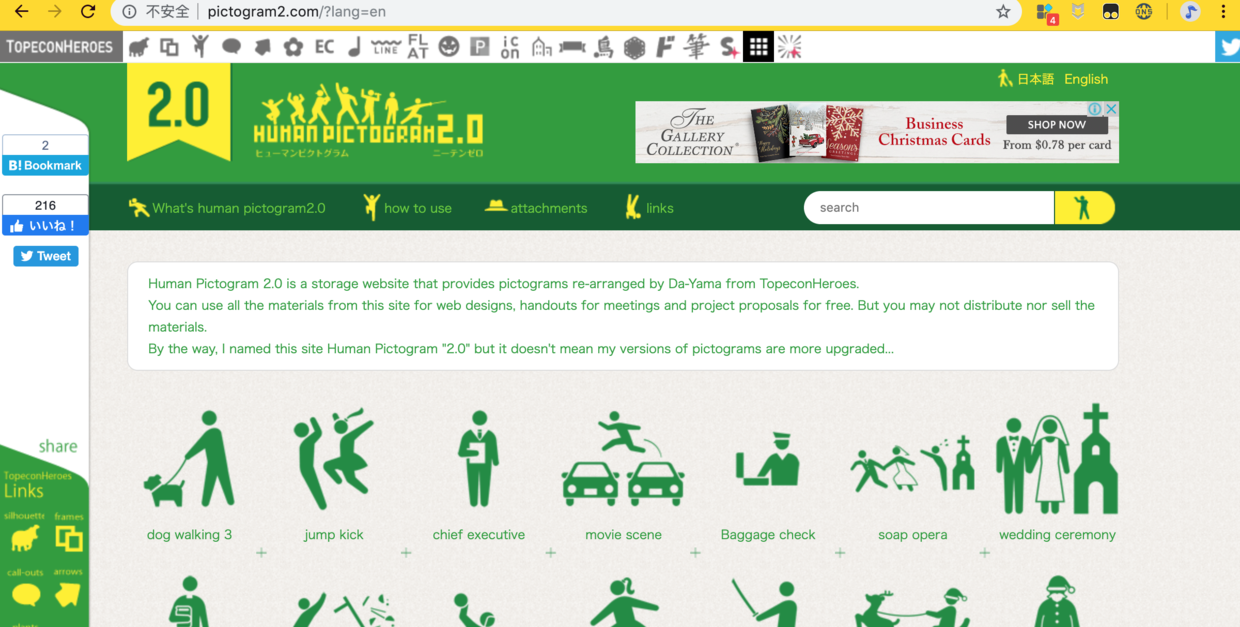 不安全 pictogram2.com/?lang=en
4
ONS
TOPECONHEROES
EC
LINE
FL
AT
P
ic
on
F
筆
S
2.0
HUMAN PICTOGRAM2.0
ヒューマンピクトグラム ニーテンゼロ
日本語 English
The
Gallery
Collection®
Business
Christmas Cards
SHOP NOW
From $0.78 per card
2
B! Bookmark
216
いいね！
Tweet
What's human pictogram2.0
how to use
attachments
links
search
Human Pictogram 2.0 is a storage website that provides pictograms re-arranged by Da-Yama from TopeconHeroes.
You can use all the materials from this site for web designs, handouts for meetings and project proposals for free. But you may not distribute nor sell the
materials.
By the way, I named this site Human Pictogram "2.0" but it doesn't mean my versions of pictograms are more upgraded...
share
TopeconHeroes
Links
silhouette frames
call-outs arrows
dog walking 3
jump kick
chief executive
movie scene
Baggage check
soap opera
wedding ceremony